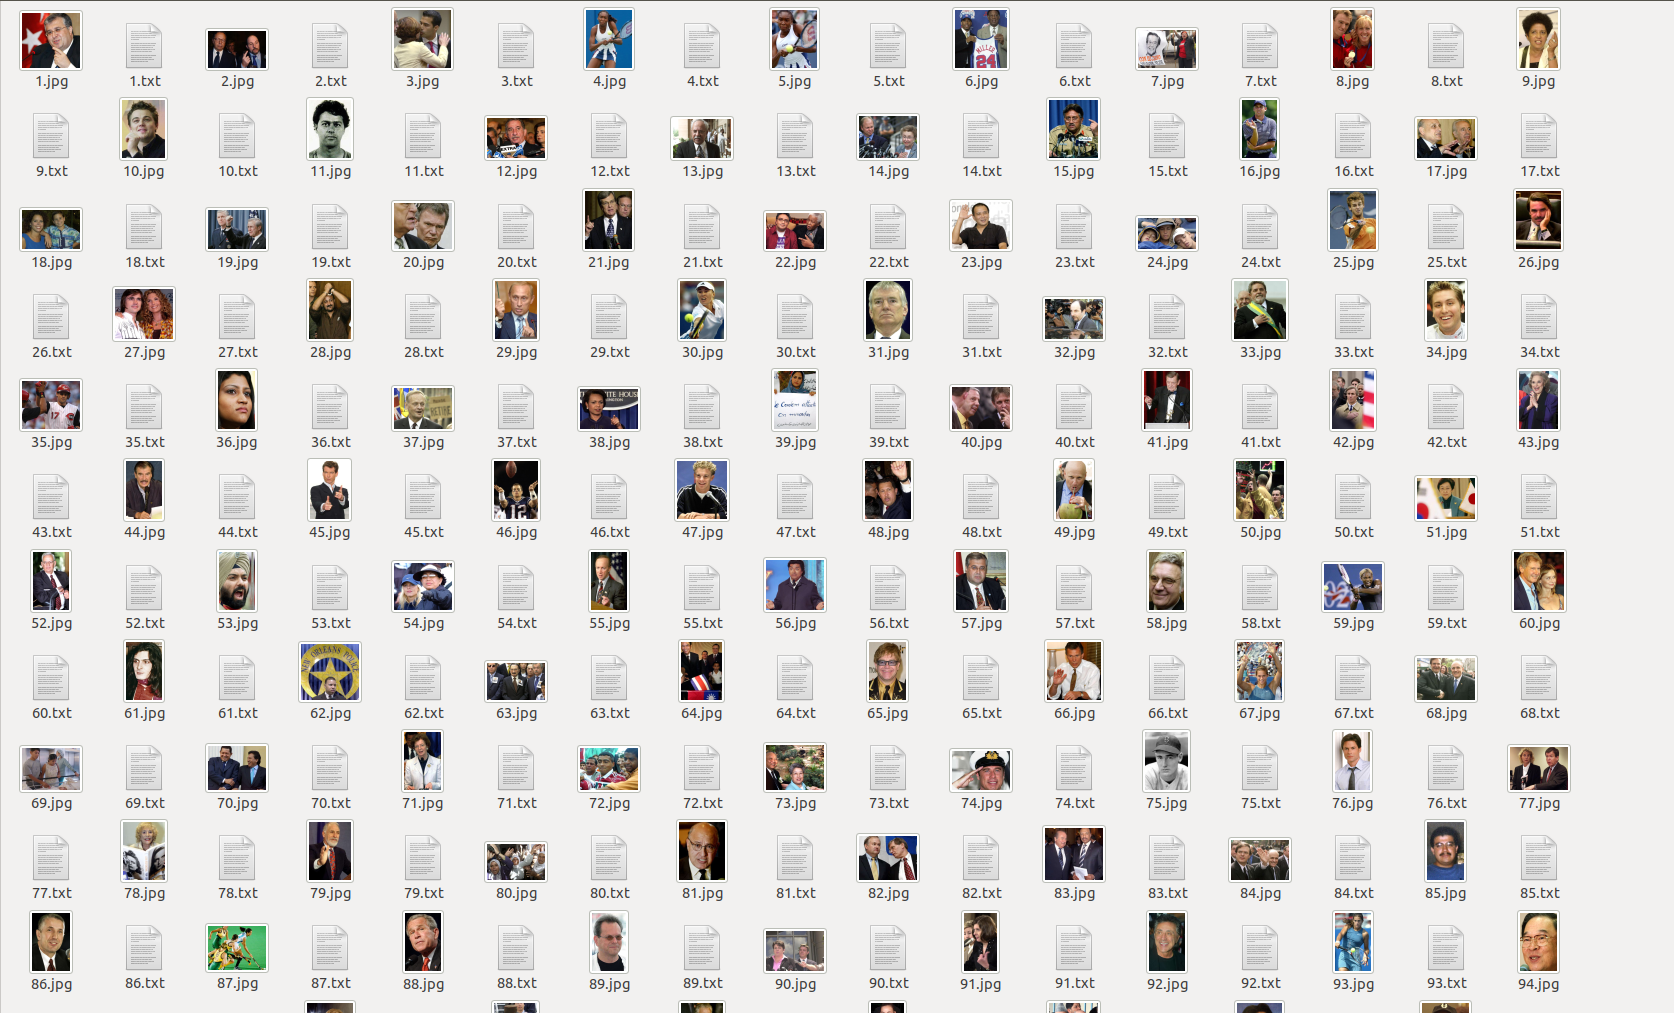 1.jpg 1.txt 2.jpg 2.txt 3.jpg 3.txt 4.jpg 4.txt 5.jpg 5.txt 6.jpg 6.txt 7.jpg 7.txt 8.jpg 8.txt 9.jpg
9.txt 10.jpg 10.txt 11.jpg 11.txt 12.jpg 12.txt 13.jpg 13.txt 14.jpg 14.txt 15.jpg 15.txt 16.jpg 16.txt 17.jpg 17.txt
18.jpg 18.txt 19.jpg 19.txt 20.jpg 20.txt 21.jpg 21.txt 22.jpg 22.txt 23.jpg 23.txt 24.jpg 24.txt 25.jpg 25.txt 26.jpg
26.txt 27.jpg 27.txt 28.jpg 28.txt 29.jpg 29.txt 30.jpg 30.txt 31.jpg 31.txt 32.jpg 32.txt 33.jpg 33.txt 34.jpg 34.txt
35.jpg 35.txt 36.jpg 36.txt 37.jpg 37.txt 38.jpg 38.txt 39.jpg 39.txt 40.jpg 40.txt 41.jpg 41.txt 42.jpg 42.txt 43.jpg
43.txt 44.jpg 44.txt 45.jpg 45.txt 46.jpg 46.txt 47.jpg 47.txt 48.jpg 48.txt 49.jpg 49.txt 50.jpg 50.txt 51.jpg 51.txt
52.jpg 52.txt 53.jpg 53.txt 54.jpg 54.txt 55.jpg 55.txt 56.jpg 56.txt 57.jpg 57.txt 58.jpg 58.txt 59.jpg 59.txt 60.jpg
60.txt 61.jpg 61.txt 62.jpg 62.txt 63.jpg 63.txt 64.jpg 64.txt 65.jpg 65.txt 66.jpg 66.txt 67.jpg 67.txt 68.jpg 68.txt
69.jpg 69.txt 70.jpg 70.txt 71.jpg 71.txt 72.jpg 72.txt 73.jpg 73.txt 74.jpg 74.txt 75.jpg 75.txt 76.jpg 76.txt 77.jpg
77.txt 78.jpg 78.txt 79.jpg 79.txt 80.jpg 80.txt 81.jpg 81.txt 82.jpg 82.txt 83.jpg 83.txt 84.jpg 84.txt 85.jpg 85.txt
86.jpg 86.txt 87.jpg 87.txt 88.jpg 88.txt 89.jpg 89.txt 90.jpg 90.txt 91.jpg 91.txt 92.jpg 92.txt 93.jpg 93.txt 94.jpg